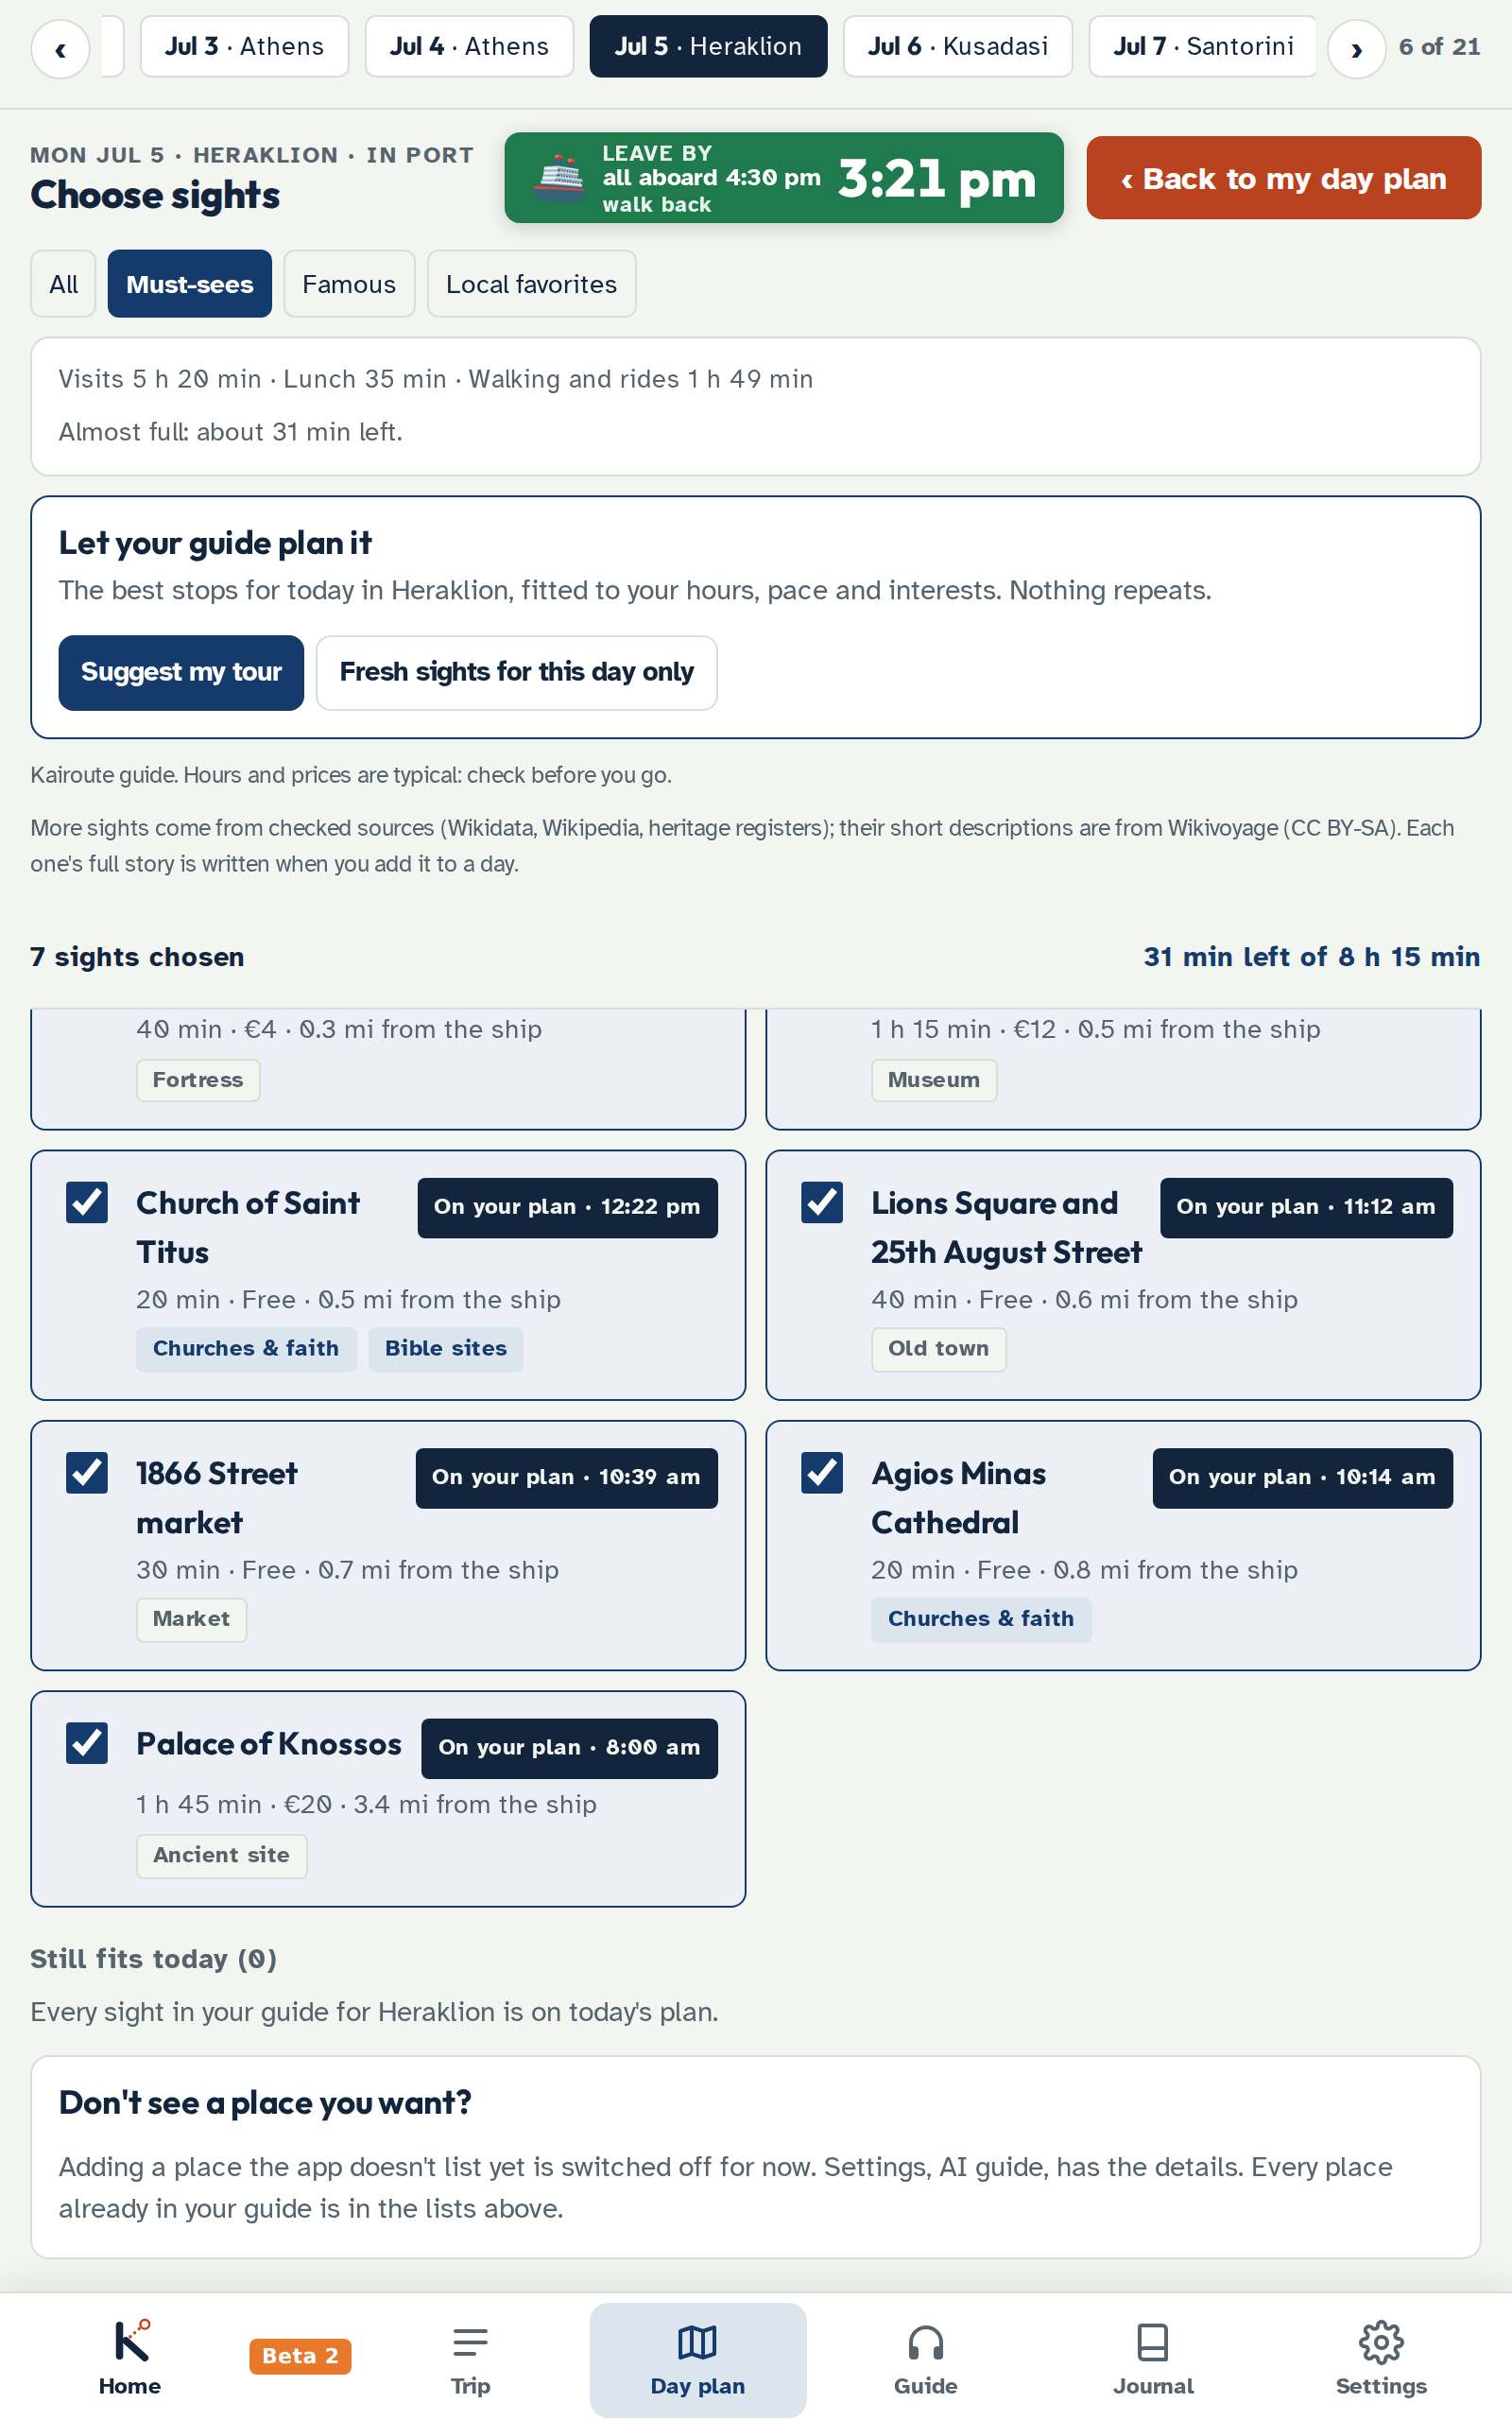 ‹
Jul 3 · Athens
Jul 4 · Athens
Jul 5 · Heraklion
Jul 6 · Kusadasi
Jul 7 · Santorini
›
6 of 21
MON JUL 5 · HERAKLION · IN PORT
Choose sights
LEAVE BY
all aboard 4:30 pm
walk back
3:21 pm
‹ Back to my day plan
All
Must-sees
Famous
Local favorites
Visits 5 h 20 min · Lunch 35 min · Walking and rides 1 h 49 min
Almost full: about 31 min left.
Let your guide plan it
The best stops for today in Heraklion, fitted to your hours, pace and interests. Nothing repeats.
Suggest my tour
Fresh sights for this day only
Kairoute guide. Hours and prices are typical: check before you go.
More sights come from checked sources (Wikidata, Wikipedia, heritage registers); their short descriptions are from Wikivoyage (CC BY-SA). Each
one's full story is written when you add it to a day.
7 sights chosen
31 min left of 8 h 15 min
40 min · €4 · 0.3 mi from the ship
Fortress
1 h 15 min · €12 · 0.5 mi from the ship
Museum
Church of Saint
Titus
On your plan · 12:22 pm
20 min · Free · 0.5 mi from the ship
Churches & faith
Bible sites
Lions Square and
25th August Street
On your plan · 11:12 am
40 min · Free · 0.6 mi from the ship
Old town
1866 Street
market
On your plan · 10:39 am
30 min · Free · 0.7 mi from the ship
Market
Agios Minas
Cathedral
On your plan · 10:14 am
20 min · Free · 0.8 mi from the ship
Churches & faith
Palace of Knossos
On your plan · 8:00 am
1 h 45 min · €20 · 3.4 mi from the ship
Ancient site
Still fits today (0)
Every sight in your guide for Heraklion is on today's plan.
Don't see a place you want?
Adding a place the app doesn't list yet is switched off for now. Settings, AI guide, has the details. Every place
already in your guide is in the lists above.
Home
Beta 2
Trip
Day plan
Guide
Journal
Settings